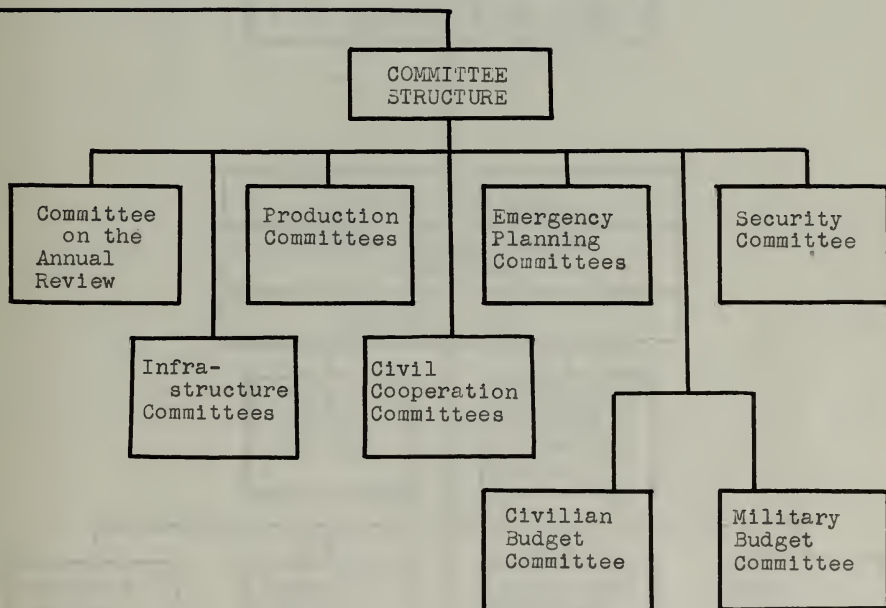 COMMITTEE
STRUCTURE
Committee
on the
Annual
Review
Production
Committees
Emergency
Planning
Committees
Security
Committee
Infra-
structure
Committees
Civil
Cooperation
Committees
Civilian
Budget
Committee
Military
Budget
Committee